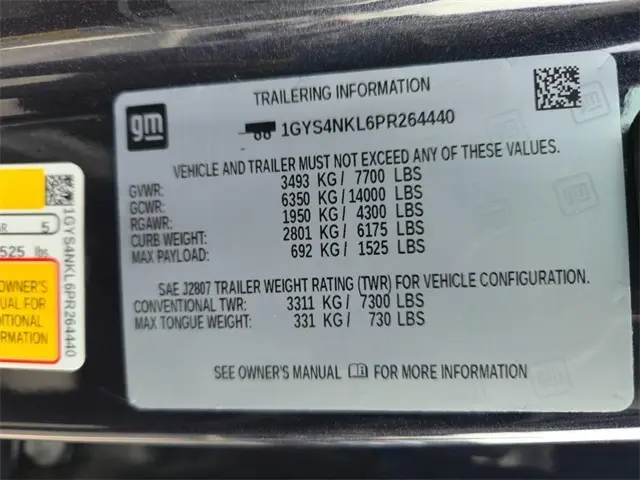 TRAILERING INFORMATION
gm
1GYS4NKL6PR264440
VEHICLE AND TRAILER MUST NOT EXCEED ANY OF THESE VALUES.
GVWR: 3493 KG / 7700 LBS
GCWR: 6350 KG / 14000 LBS
RGAWR: 1950 KG / 4300 LBS
CURB WEIGHT: 2801 KG / 6175 LBS
MAX PAYLOAD: 692 KG / 1525 LBS
SAE J2807 TRAILER WEIGHT RATING (TWR) FOR VEHICLE CONFIGURATION.
CONVENTIONAL TWR: 3311 KG / 7300 LBS
MAX TONGUE WEIGHT: 331 KG / 730 LBS
SEE OWNER'S MANUAL FOR MORE INFORMATION
5
525 lbs
OWNER'S
FOR
1GYS4NKL6PR264440